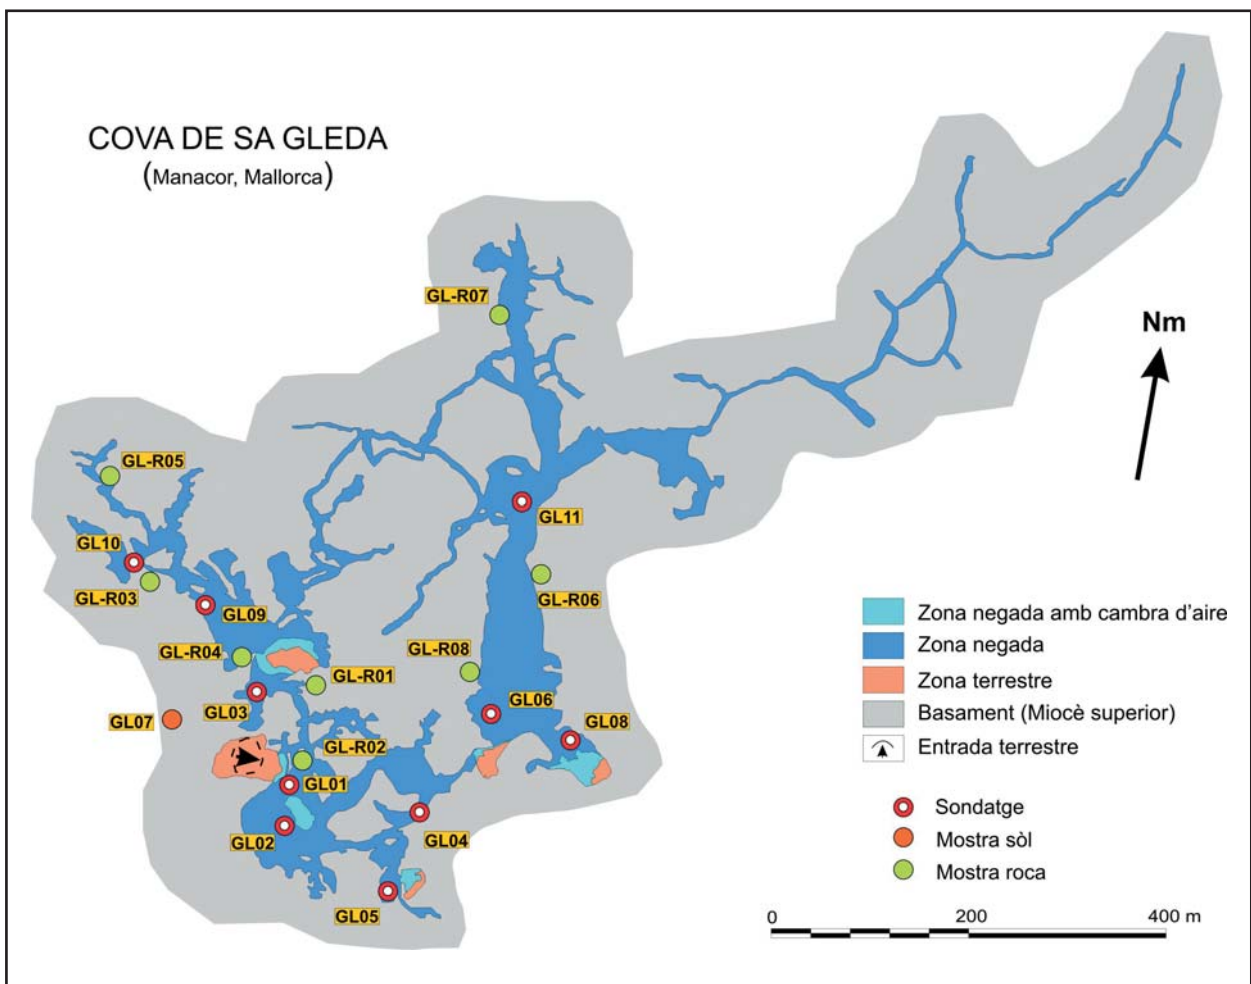 COVA DE SA GLEDA
(Manacor, Mallorca)
GL-R07
Nm
GL-R05
GL11
GL10
GL-R03
GL09
GL-R06
GL-R04
GL-R08
GL-R01
GL03
GL06
GL07
GL08
GL-R02
GL01
GL02
GL04
GL05
Zona negada amb cambra d'aire
Zona negada
Zona terrestre
Basament (Miocè superior)
Entrada terrestre
Sondatge
Mostra sòl
Mostra roca
0 200 400 m